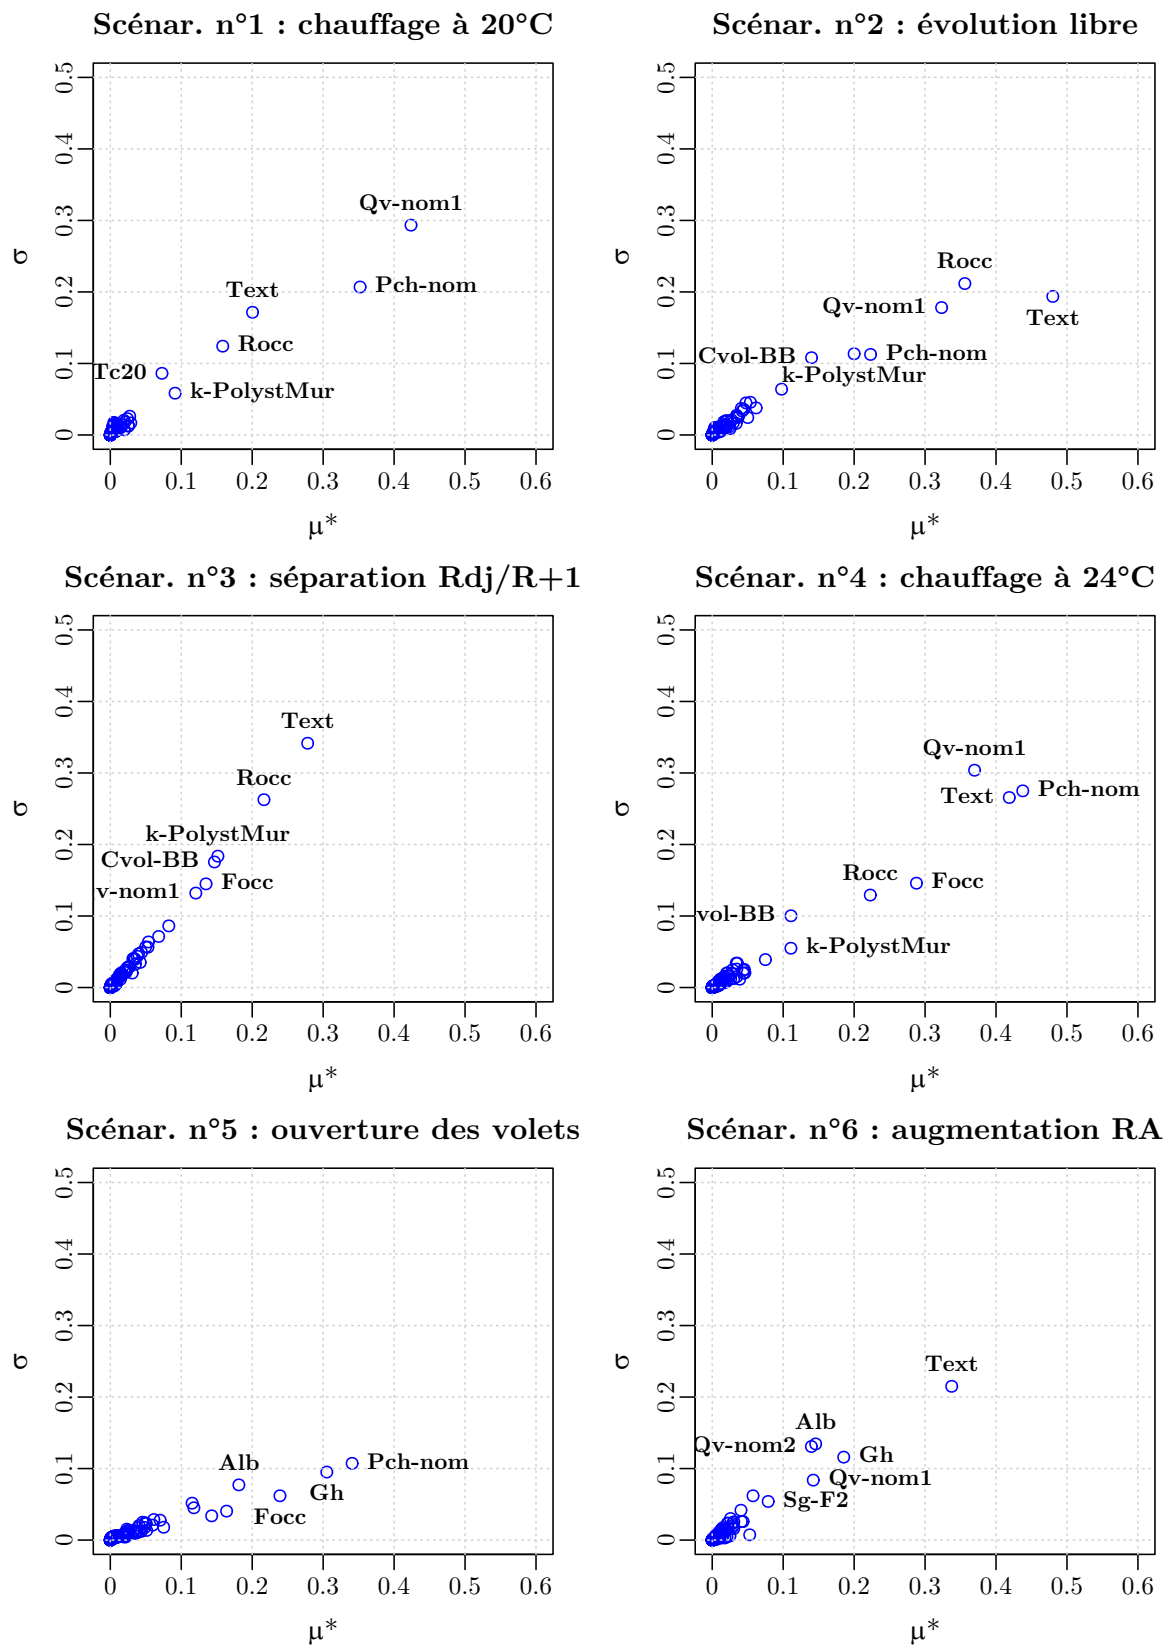 Scénar. n°1 : chauffage à 20°C
0.5
0.4
0.3
0.2
0.1
0
σ
Qv-nom1
Pch-nom
Text
Rocc
Tc20
k-PolystMur
0 0.1 0.2 0.3 0.4 0.5 0.6
μ*
Scénar. n°2 : évolution libre
0.5
0.4
0.3
0.2
0.1
0
σ
Rocc
Qv-nom1
Text
Cvol-BB
Pch-nom
k-PolystMur
0 0.1 0.2 0.3 0.4 0.5 0.6
μ*
Scénar. n°3 : séparation Rdj/R+1
0.5
0.4
0.3
0.2
0.1
0
σ
Text
Rocc
k-PolystMur
Cvol-BB
Focc
v-nom1
0 0.1 0.2 0.3 0.4 0.5 0.6
μ*
Scénar. n°4 : chauffage à 24°C
0.5
0.4
0.3
0.2
0.1
0
σ
Qv-nom1
Pch-nom
Text
Rocc
Focc
vol-BB
k-PolystMur
0 0.1 0.2 0.3 0.4 0.5 0.6
μ*
Scénar. n°5 : ouverture des volets
0.5
0.4
0.3
0.2
0.1
0
σ
Alb
Pch-nom
Gh
Focc
0 0.1 0.2 0.3 0.4 0.5 0.6
μ*
Scénar. n°6 : augmentation RA
0.5
0.4
0.3
0.2
0.1
0
σ
Text
Alb
Qv-nom2
Gh
Qv-nom1
Sg-F2
0 0.1 0.2 0.3 0.4 0.5 0.6
μ*